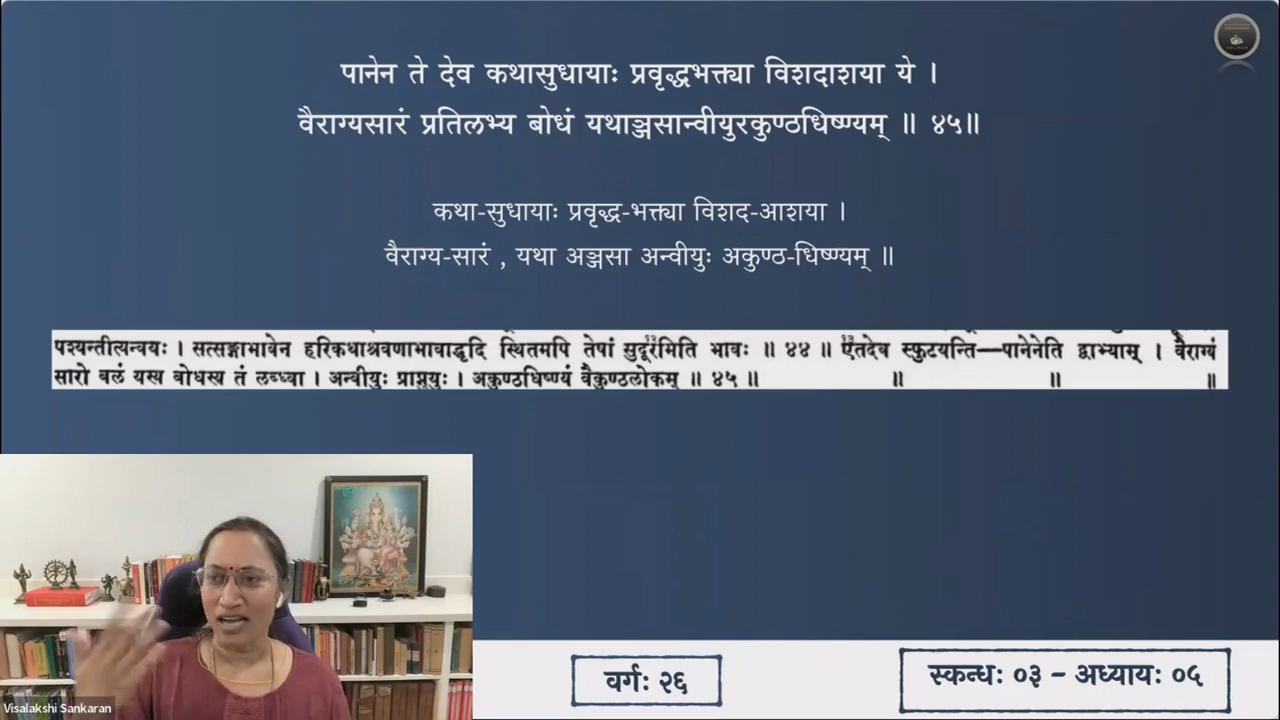 पानेन ते देव कथासुधायाः प्रवृद्धभक्त्या विशदाशया ये ।
वैराग्यसारं प्रतिलभ्य बोधं यथाञ्जसान्वीयुरकुण्ठधिष्ण्यम् ॥ ४५॥
कथा-सुधायाः प्रवृद्ध-भक्त्या विशद-आशया ।
वैराग्य-सारं , यथा अञ्जसा अन्वीयुः अकुण्ठ-धिष्ण्यम् ॥
पश्यन्तीत्यन्वयः । सत्सङ्गाभावेन हरिकथाश्रवणाभावाद्धृदि स्थितमपि तेषां सुदूरमिति भावः ॥ ४४ ॥ एतदेव स्फुटयन्ति—पानेनेति द्वाभ्याम् । वैराग्यं
सारो बलं यस्य बोधस्य तं लब्ध्वा । अन्वीयुः प्राप्नुयुः । अकुण्ठधिष्ण्यं वैकुण्ठलोकम् ॥ ४५ ॥ ॥ ॥ ॥
Visalakshi Sankaran
वर्गः २६
स्कन्धः ०३ - अध्यायः ०५